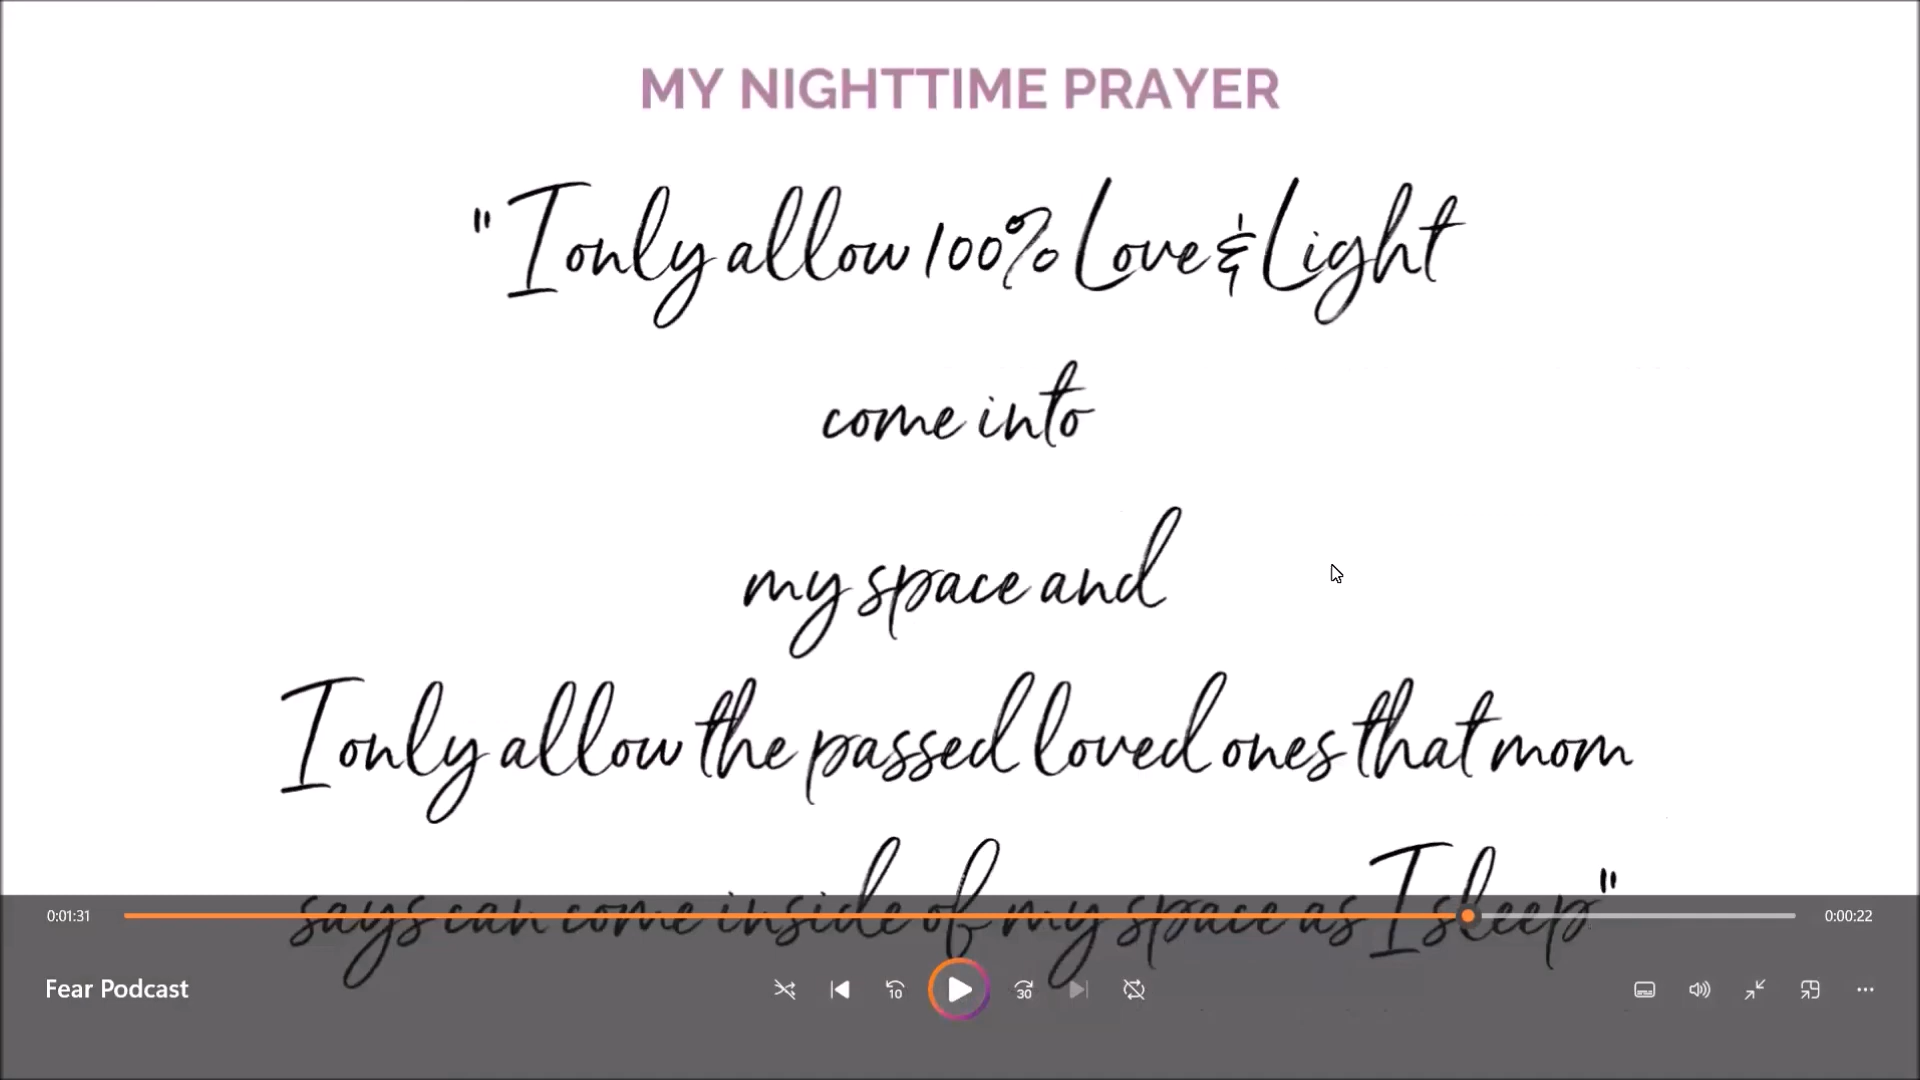 MY NIGHTTIME PRAYER
"I only allow 100% Love & Light
come into
my space and
I only allow the passed loved ones that mom
says can come inside of my space as I sleep"
0:01:31
0:00:22
Fear Podcast
10
30